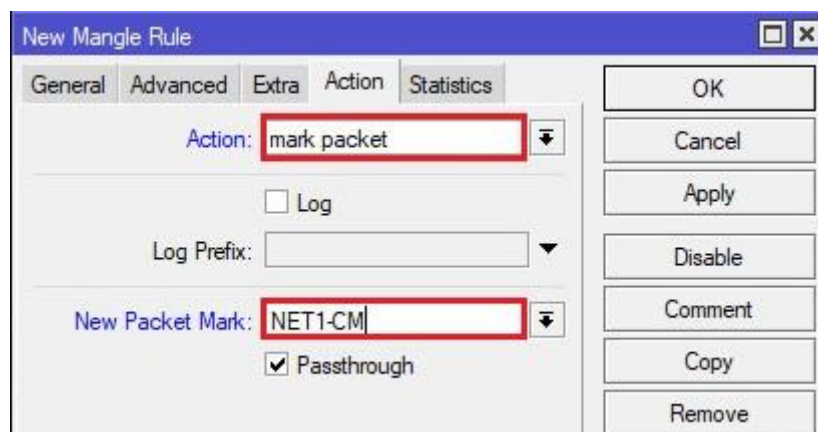 New Mangle Rule
General Advanced Extra Action Statistics
Action: mark packet
Log
Log Prefix:
New Packet Mark: NET1-CM
Passthrough
OK
Cancel
Apply
Disable
Comment
Copy
Remove